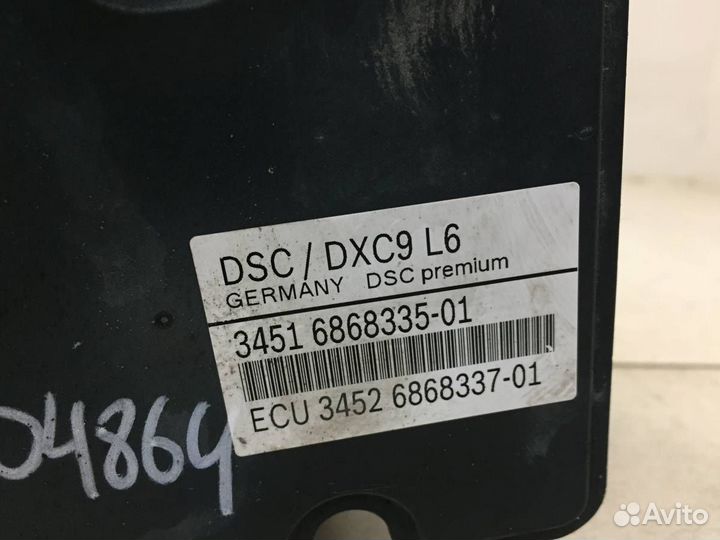 DSC / DXC9 L6
GERMANY DSC premium
3451 6868335-01
ECU 3452 6868337-01
04864
Avito